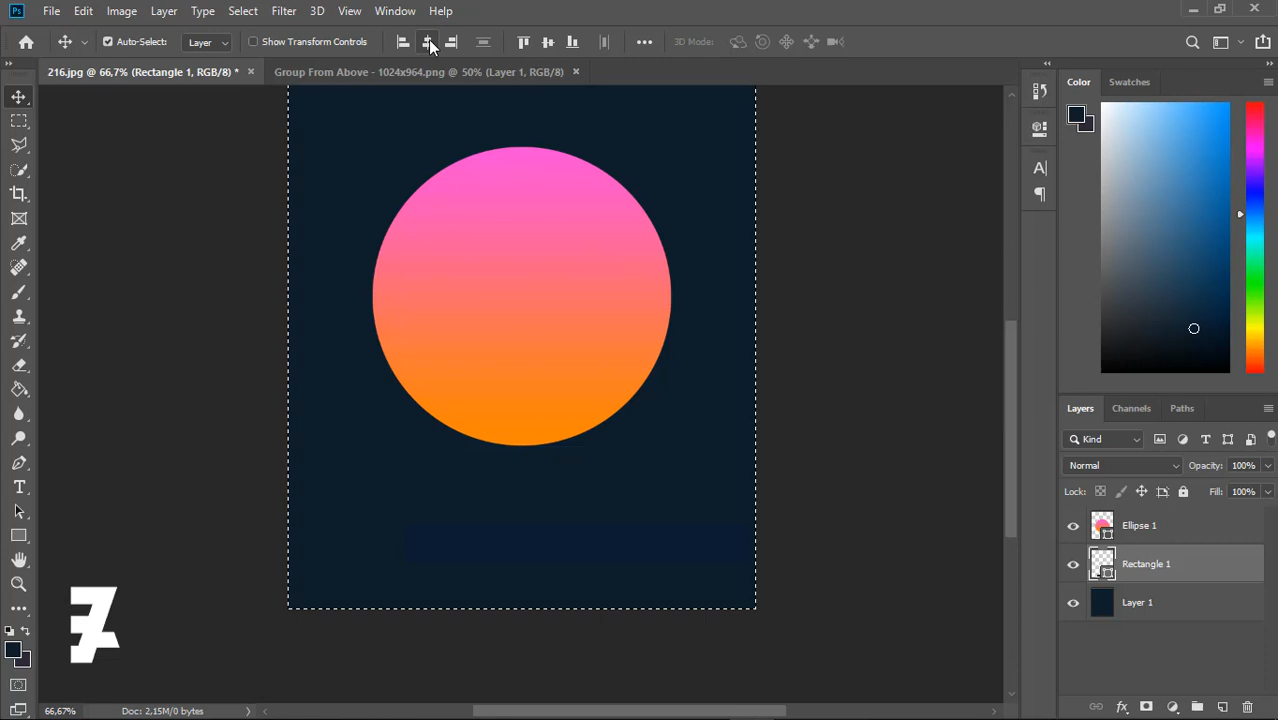 Ps File Edit Image Layer Type Select Filter 3D View Window Help
Auto-Select: Layer Show Transform Controls 3D Mode:
216.jpg @ 66,7% (Rectangle 1, RGB/8) * Group From Above - 1024x964.png @ 50% (Layer 1, RGB/8)
Color Swatches
Layers Channels Paths
Kind
Normal Opacity: 100%
Lock: Fill: 100%
Ellipse 1
Rectangle 1
Layer 1
66,67% Doc: 2,15M/0 bytes